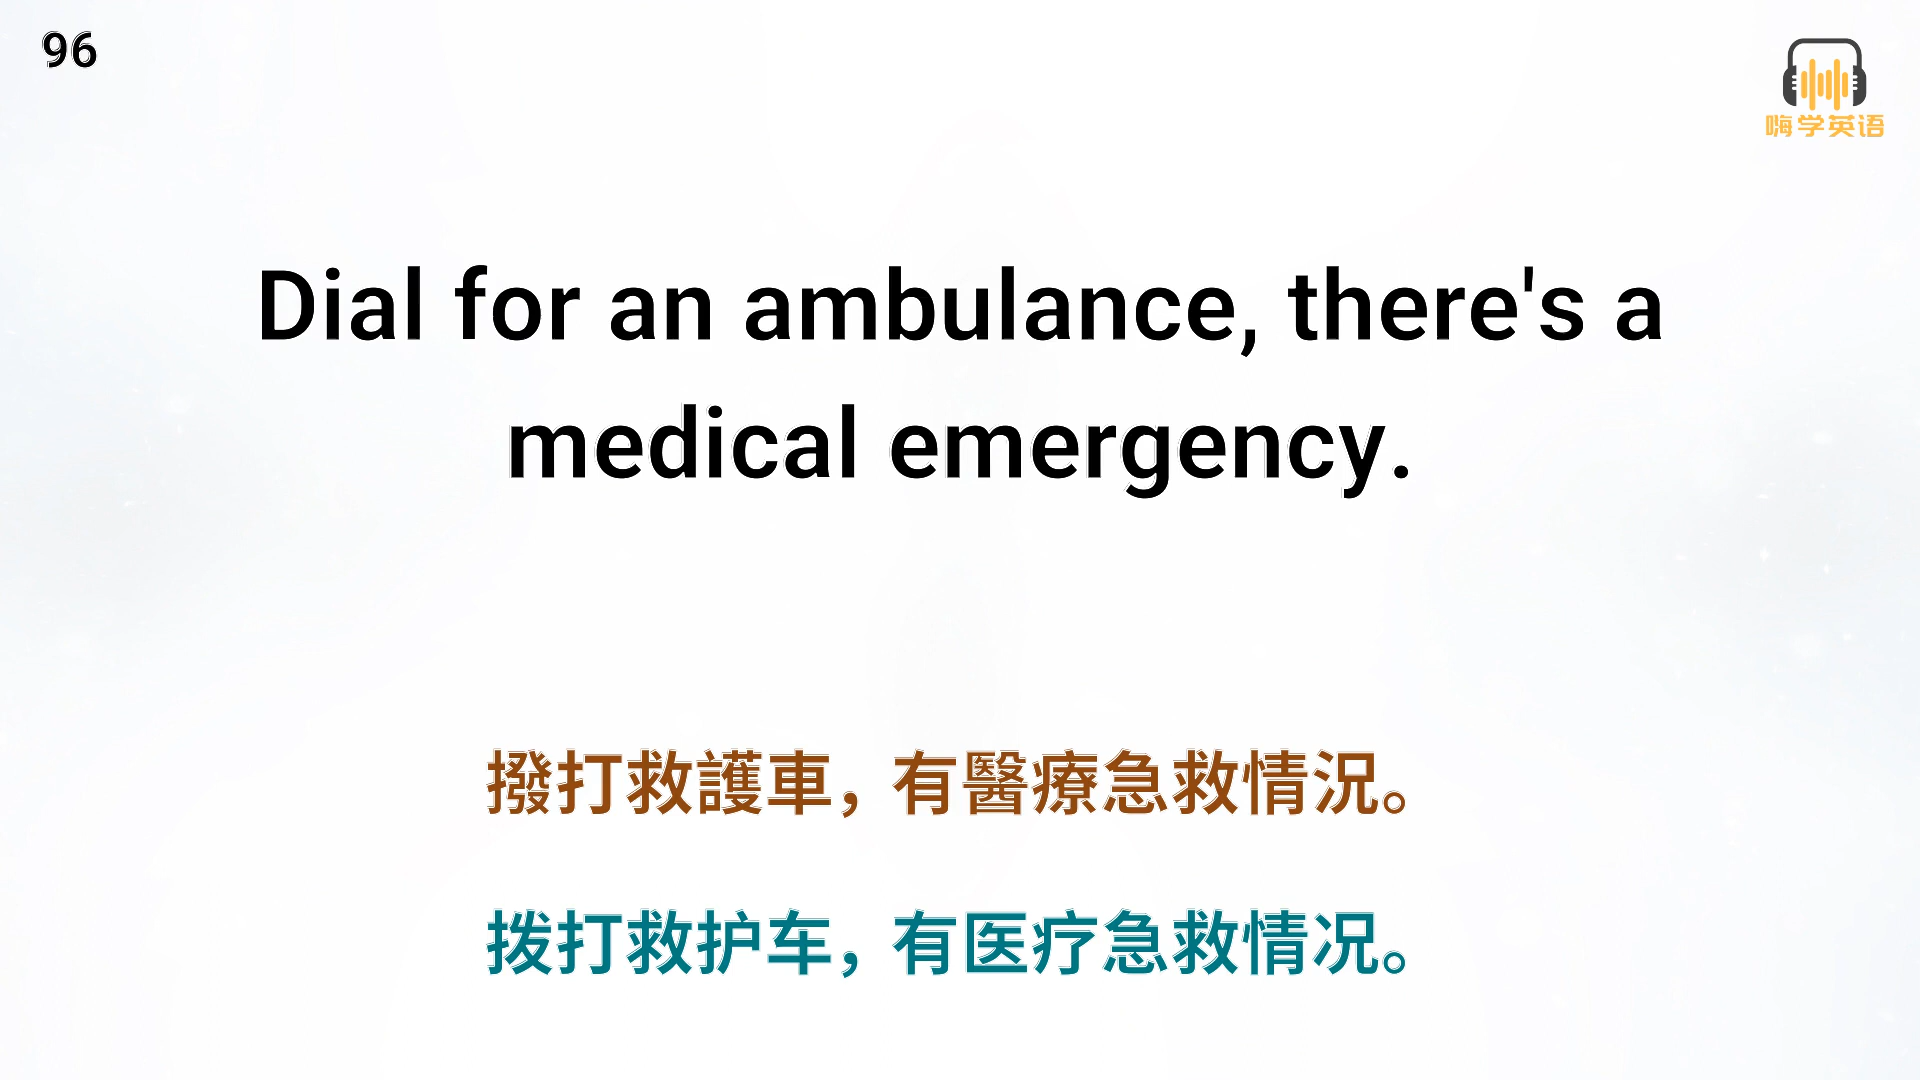 96
嗨学英语
Dial for an ambulance, there's a
medical emergency.
撥打救護車，有醫療急救情況。
拨打救护车，有医疗急救情况。